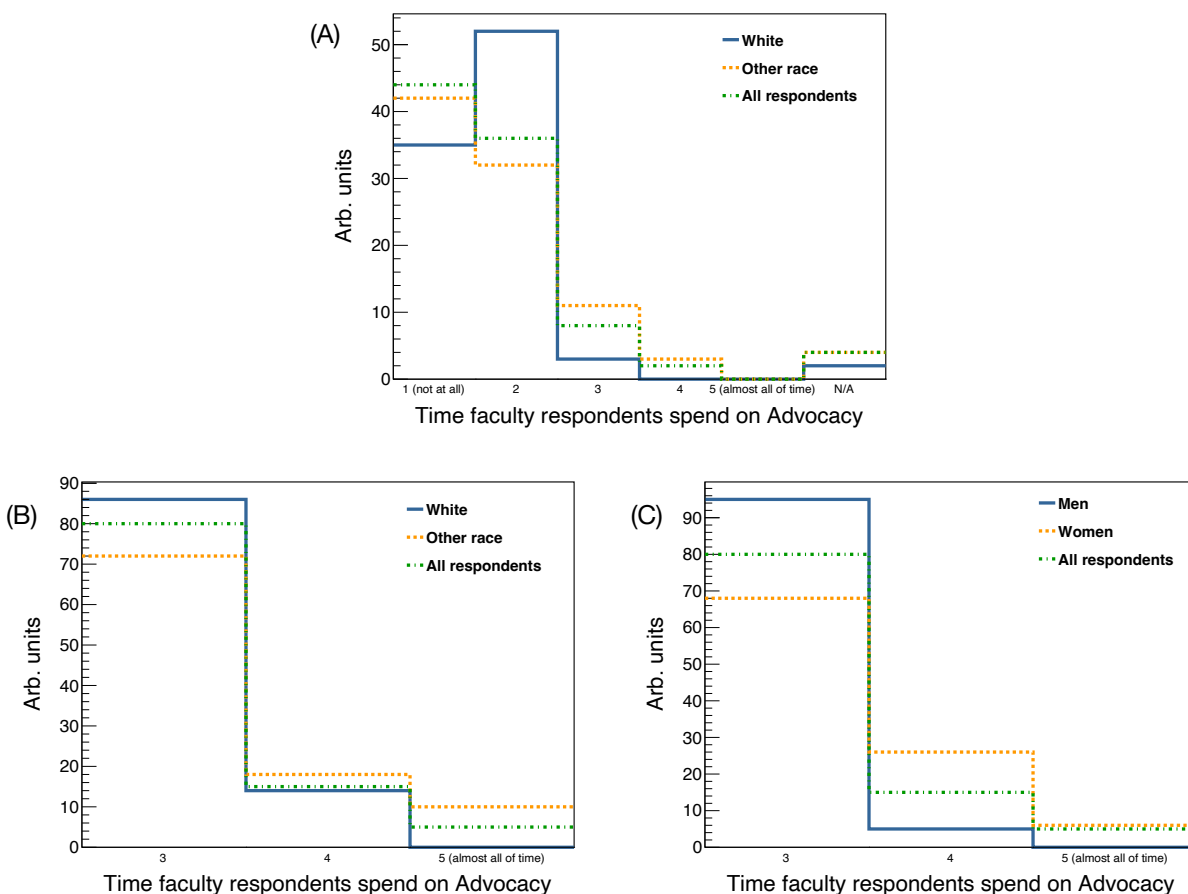 (A)
White
Other race
All respondents
Arb. units
50
40
30
20
10
0
1 (not at all) 2 3 4 5 (almost all of time) N/A
Time faculty respondents spend on Advocacy
(B)
White
Other race
All respondents
Arb. units
90
80
70
60
50
40
30
20
10
0
3 4 5 (almost all of time)
Time faculty respondents spend on Advocacy
(C)
Men
Women
All respondents
Arb. units
90
80
70
60
50
40
30
20
10
0
3 4 5 (almost all of time)
Time faculty respondents spend on Advocacy